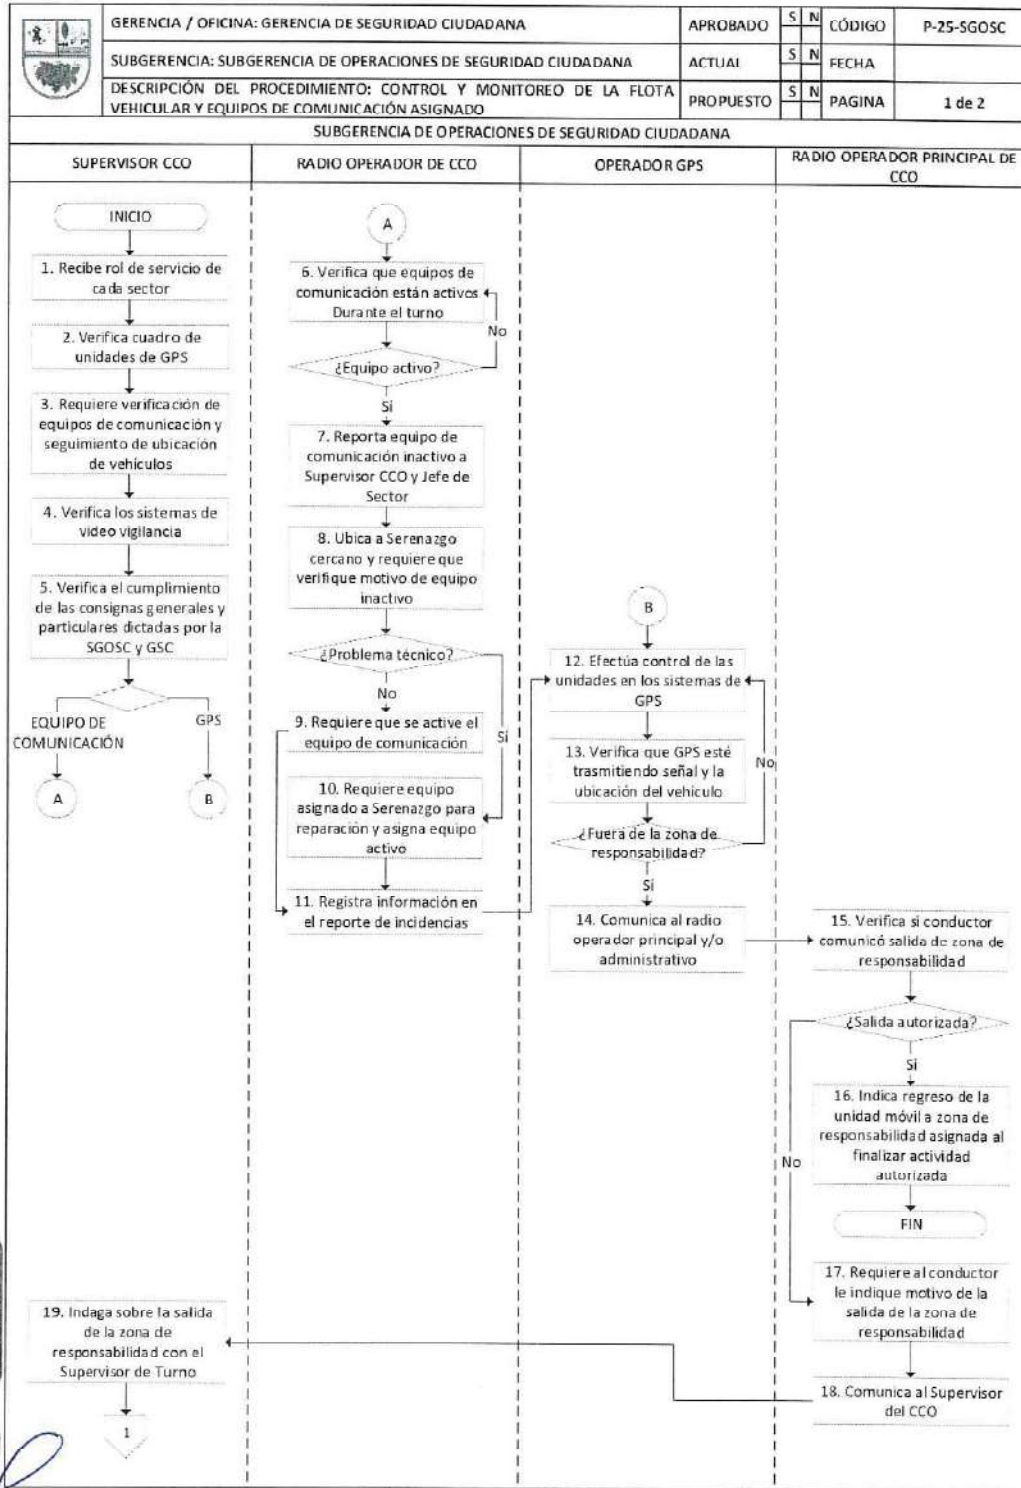 GERENCIA / OFICINA: GERENCIA DE SEGURIDAD CIUDADANA
APROBADO
S N
CÓDIGO
P-25-SGOSC
SUBGERENCIA: SUBGERENCIA DE OPERACIONES DE SEGURIDAD CIUDADANA
ACTUAL
S N
FECHA
DESCRIPCIÓN DEL PROCEDIMIENTO: CONTROL Y MONITOREO DE LA FLOTA
VEHICULAR Y EQUIPOS DE COMUNICACIÓN ASIGNADO
PROPUESTO
S N
PAGINA
1 de 2
SUBGERENCIA DE OPERACIONES DE SEGURIDAD CIUDADANA
SUPERVISOR CCO
RADIO OPERADOR DE CCO
OPERADOR GPS
RADIO OPERADOR PRINCIPAL DE
CCO
INICIO
1. Recibe rol de servicio de
cada sector
2. Verifica cuadro de
unidades de GPS
3. Requiere verificación de
equipos de comunicación y
seguimiento de ubicación
de vehículos
4. Verifica los sistemas de
video vigilancia
5. Verifica el cumplimiento
de las consignas generales y
particulares dictadas por la
SGOSC y GSC
EQUIPO DE
COMUNICACIÓN
GPS
A
B
A
6. Verifica que equipos de
comunicación están activos
Durante el turno
No
¿Equipo activo?
Sí
7. Reporta equipo de
comunicación inactivo a
Supervisor CCO y Jefe de
Sector
8. Ubica a Serenazgo
cercano y requiere que
verifique motivo de equipo
inactivo
¿Problema técnico?
No
Sí
9. Requiere que se active el
equipo de comunicación
10. Requiere equipo
asignado a Serenazgo para
reparación y asigna equipo
activo
11. Registra información en
el reporte de incidencias
B
12. Efectúa control de las
unidades en los sistemas de
GPS
13. Verifica que GPS esté
trasmitiendo señal y la
ubicación del vehículo
No
¿Fuera de la zona de
responsabilidad?
Sí
14. Comunica al radio
operador principal y/o
administrativo
15. Verifica si conductor
comunicó salida de zona de
responsabilidad
¿Salida autorizada?
Sí
16. Indica regreso de la
unidad móvil a zona de
responsabilidad asignada al
finalizar actividad
autorizada
No
FIN
17. Requiere al conductor
le indique motivo de la
salida de la zona de
responsabilidad
18. Comunica al Supervisor
del CCO
19. Indaga sobre la salida
de la zona de
responsabilidad con el
Supervisor de Turno
1